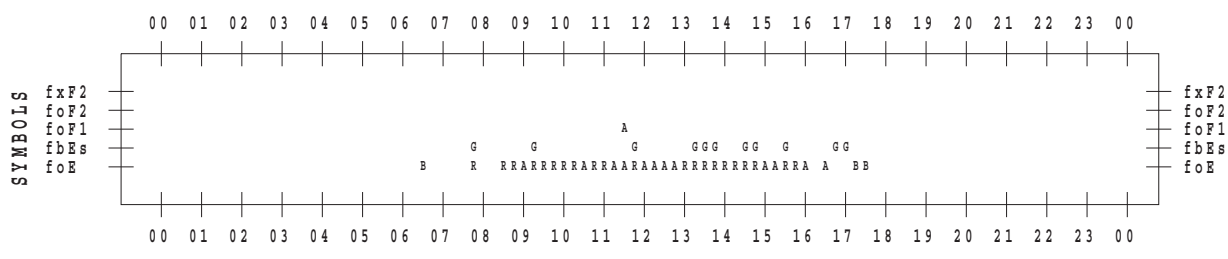 00 01 02 03 04 05 06 07 08 09 10 11 12 13 14 15 16 17 18 19 20 21 22 23 00
SYMBOLS
fxF2 fxF2
foF2 foF2
foF1 A foF1
fbEs G G G GGG GG G GG fbEs
foE B R RRARRRRRARRAARAAAARRRRRRRRAARRA A BB foE
00 01 02 03 04 05 06 07 08 09 10 11 12 13 14 15 16 17 18 19 20 21 22 23 00